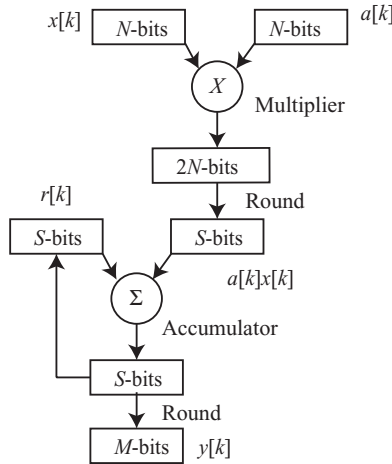 x[k]
N-bits
N-bits
a[k]
X
Multiplier
2N-bits
Round
r[k]
S-bits
S-bits
a[k]x[k]
Σ
Accumulator
S-bits
Round
M-bits
y[k]